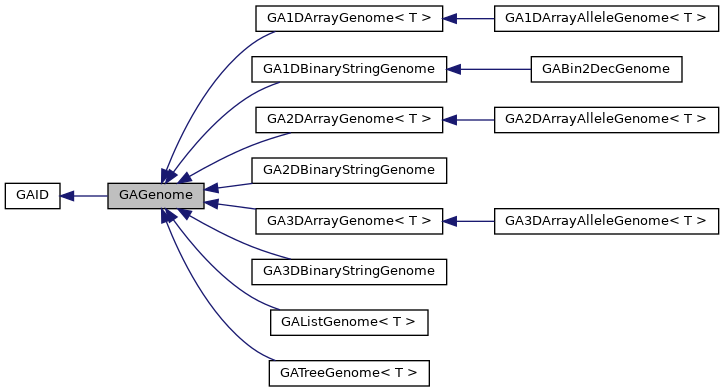 GA1DArrayGenome< T >
GA1DArrayAlleleGenome< T >
GA1DBinaryStringGenome
GABin2DecGenome
GA2DArrayGenome< T >
GA2DArrayAlleleGenome< T >
GA2DBinaryStringGenome
GAID
GAGenome
GA3DArrayGenome< T >
GA3DArrayAlleleGenome< T >
GA3DBinaryStringGenome
GAListGenome< T >
GATreeGenome< T >